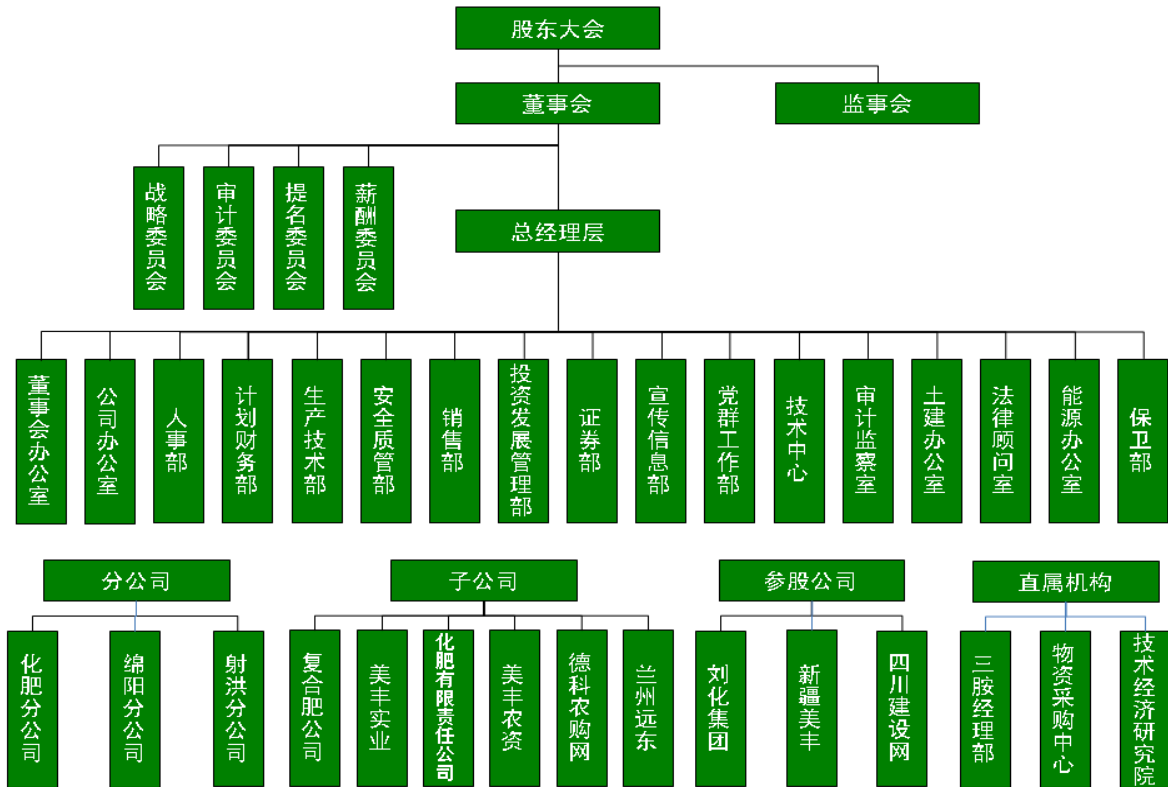 股东大会
董事会
监事会
战略委员会
审计委员会
提名委员会
薪酬委员会
总经理层
董事会办公室
公司办公室
人事部
计划财务部
生产技术部
安全质管部
销售部
投资发展管理部
证券部
宣传信息部
党群工作部
技术中心
审计监察室
土建办公室
法律顾问室
能源办公室
保卫部
分公司
子公司
参股公司
直属机构
化肥分公司
绵阳分公司
射洪分公司
复合肥公司
美丰实业
化肥有限责任公司
美丰农资
德科农购网
兰州远东
刘化集团
新疆美丰
四川建设网
三胺经理部
物资采购中心
技术经济研究院